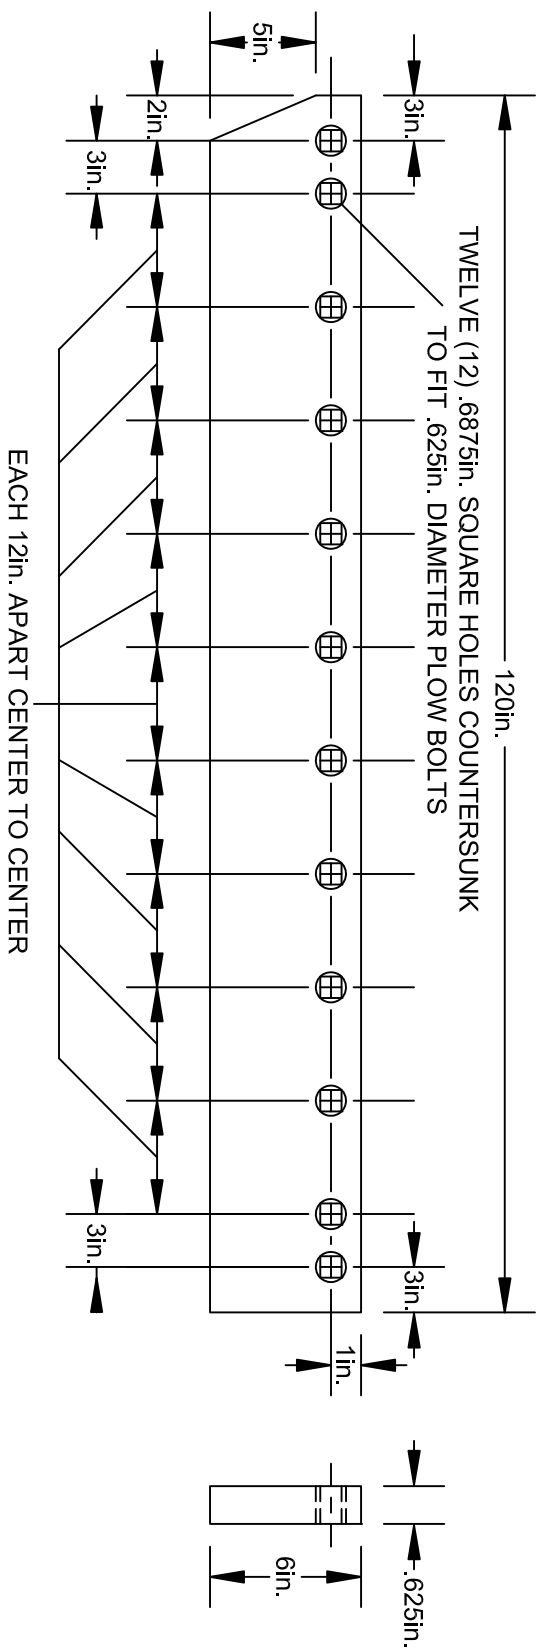 120in.
TWELVE (12) .6875in. SQUARE HOLES COUNTERSUNK
TO FIT .625in. DIAMETER PLOW BOLTS
3in.
3in.
5in.
2in.
3in.
3in.
1in.
.625in.
6in.
EACH 12in. APART CENTER TO CENTER